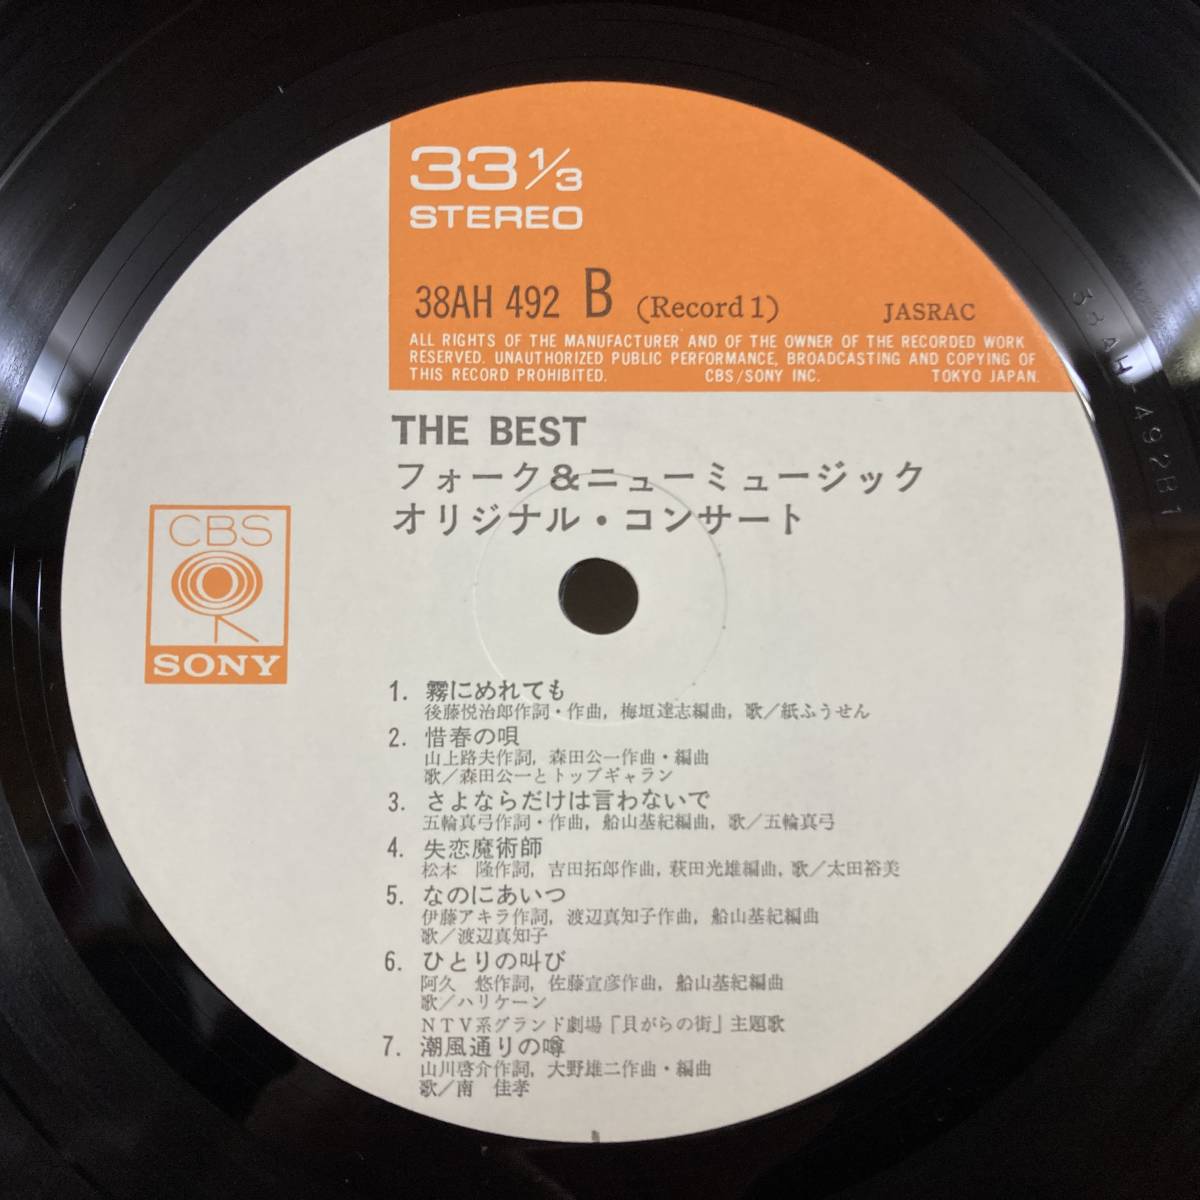 33 1/3
STEREO
38AH 492 B (Record 1) JASRAC
ALL RIGHTS OF THE MANUFACTURER AND OF THE OWNER OF THE RECORDED WORK
RESERVED. UNAUTHORIZED PUBLIC PERFORMANCE, BROADCASTING AND COPYING OF
THIS RECORD PROHIBITED. CBS/SONY INC. TOKYO JAPAN.
THE BEST
フォーク&ニューミュージック
オリジナル・コンサート
CBS
SONY
1. 霧にめれても
後藤悦治郎作詞・作曲, 梅垣達志編曲, 歌/紙ふうせん
2. 惜春の唄
山上路夫作詞, 森田公一作曲・編曲
歌/森田公一とトップギャラン
3. さよならだけは言わないで
五輪真弓作詞・作曲, 船山基紀編曲, 歌/五輪真弓
4. 失恋魔術師
松本 隆作詞, 吉田拓郎作曲, 萩田光雄編曲, 歌/太田裕美
5. なのにあいつ
伊藤アキラ作詞, 渡辺真知子作曲, 船山基紀編曲
歌/渡辺真知子
6. ひとりの叫び
阿久 悠作詞, 佐藤宣彦作曲, 船山基紀編曲
歌/ハリケーン
NTV系グランド劇場「貝がらの街」主題歌
7. 潮風通りの噂
山川啓介作詞, 大野雄二作曲・編曲
歌/南 佳孝
38AH 492B1